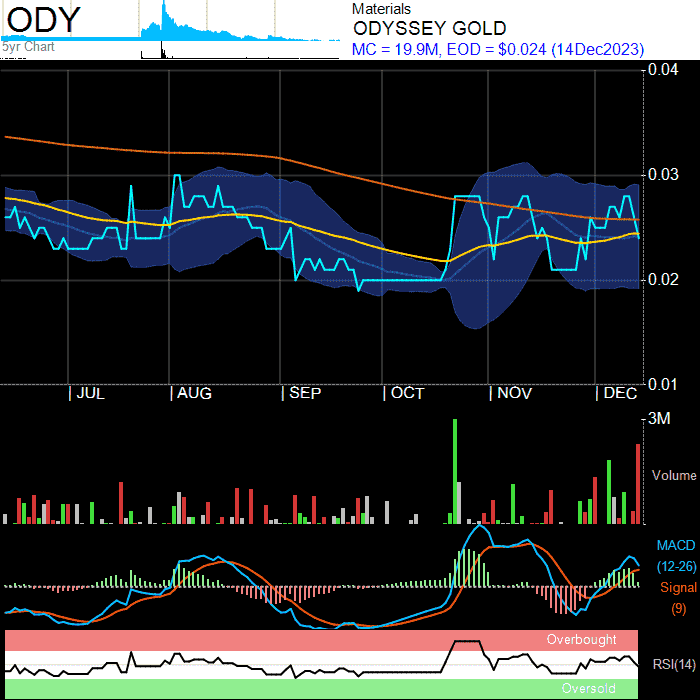 ODY
5yr Chart
Materials
ODYSSEY GOLD
MC = 19.9M, EOD = $0.024 (14Dec2023)
0.04
0.03
0.02
0.01
JUL AUG SEP OCT NOV DEC
3M
Volume
MACD
(12-26)
Signal
(9)
Overbought
RSI(14)
Oversold